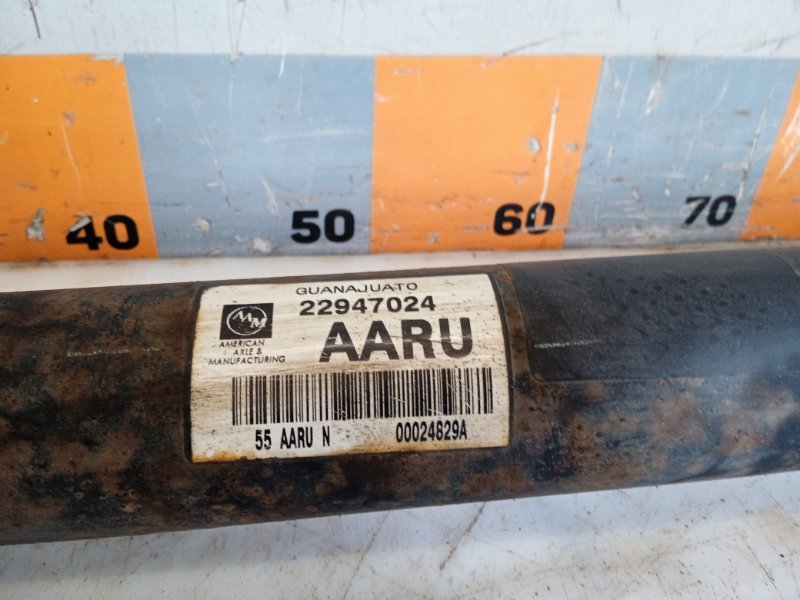 40 50 60 70
GUANAJUATO
22947024
AARU
AMERICAN
AXLE &
MANUFACTURING
55 AARU N 00024829A